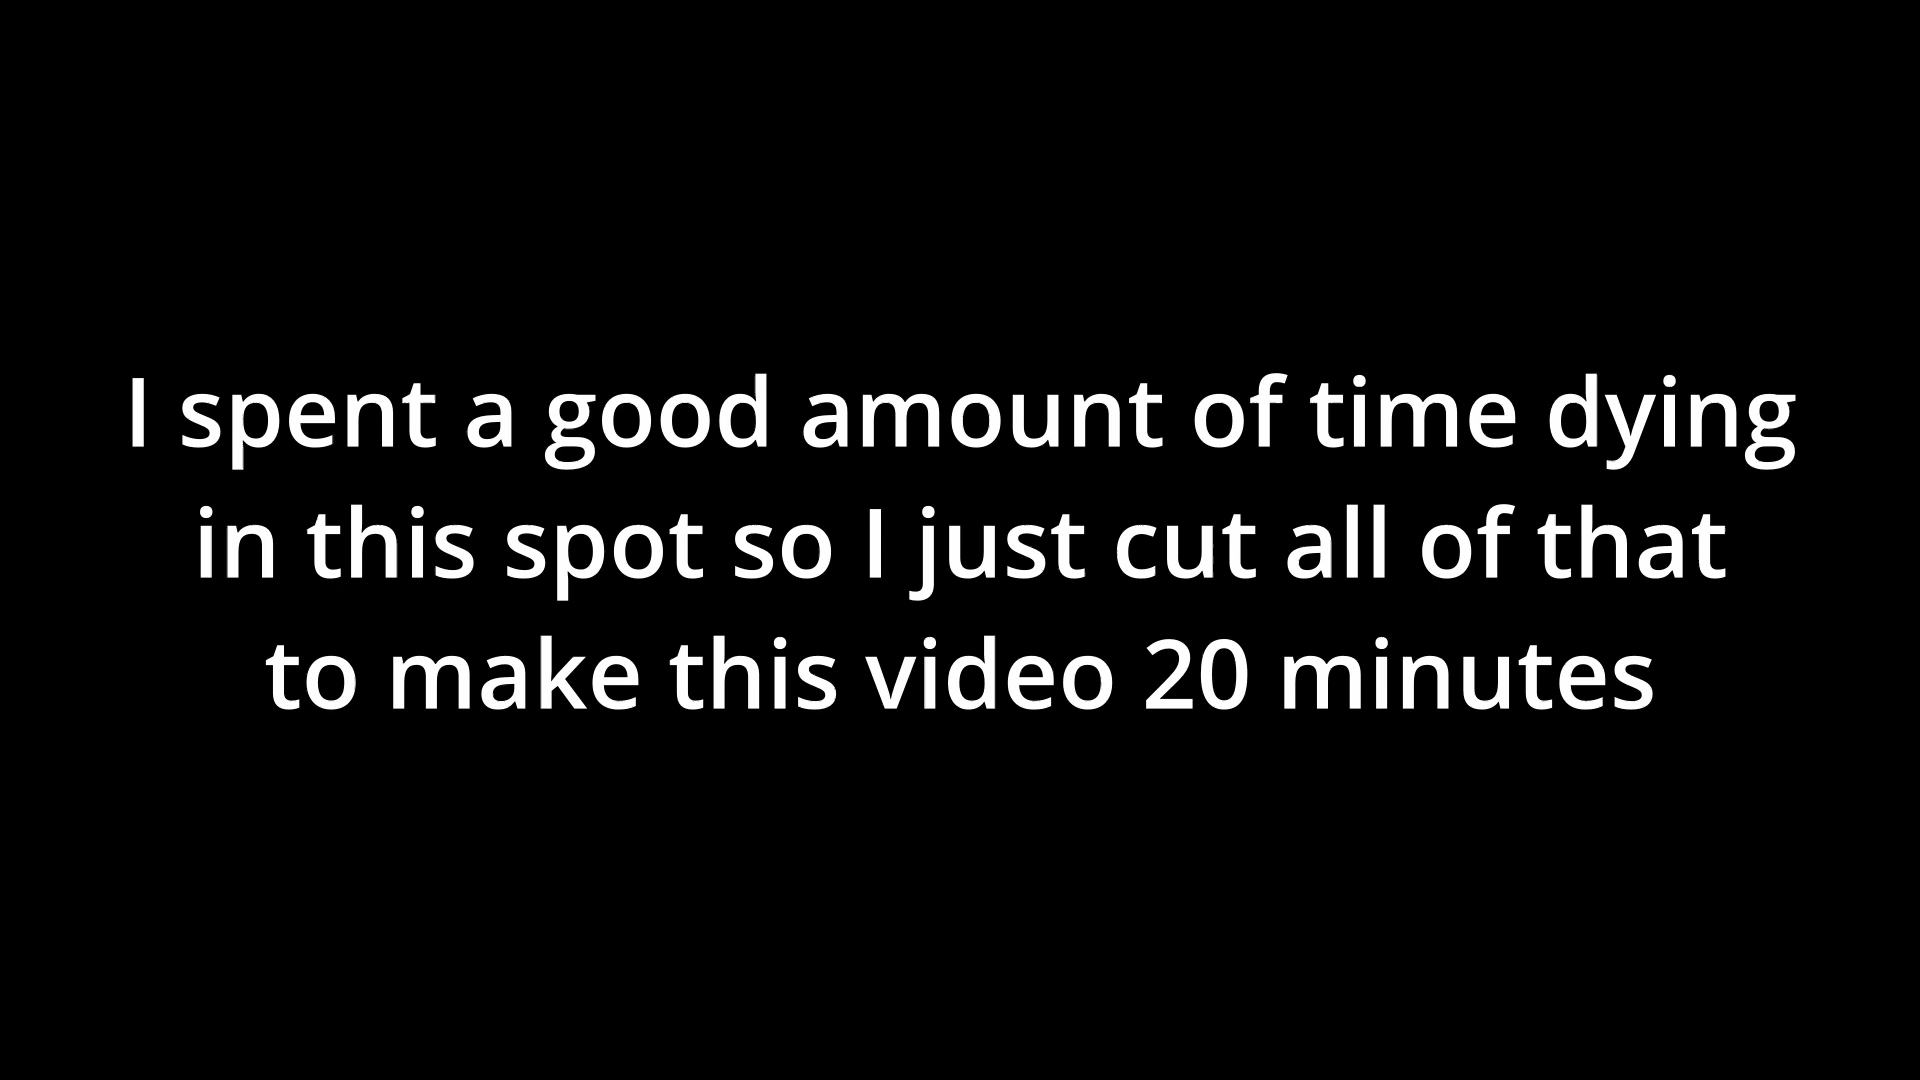 I spent a good amount of time dying
in this spot so I just cut all of that
to make this video 20 minutes